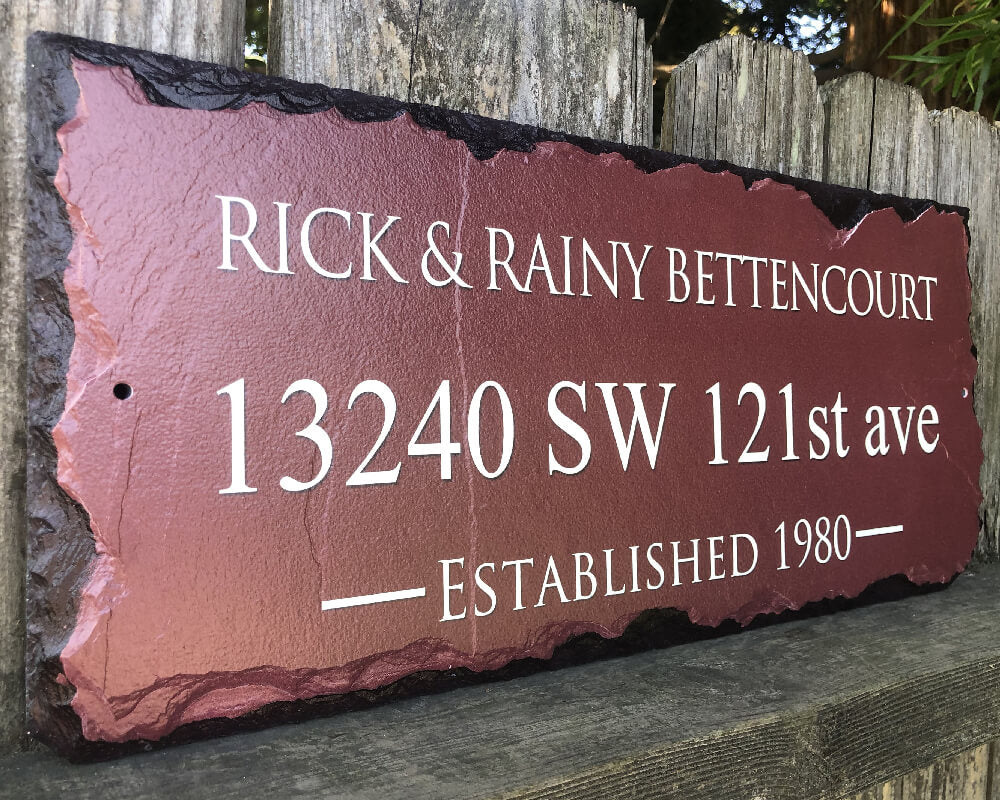 RICK & RAINY BETTENCOURT
13240 SW 121st ave
—ESTABLISHED 1980—